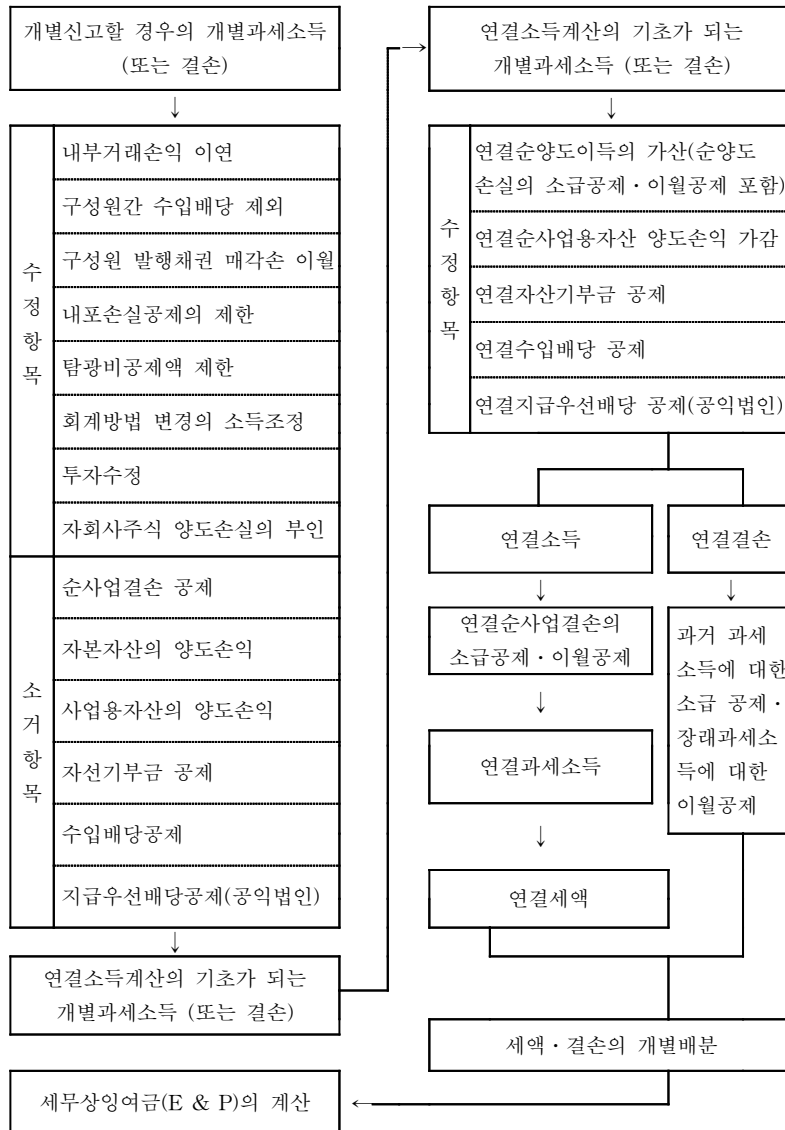 개별신고할 경우의 개별과세소득
(또는 결손)
↓
수정항목
내부거래손익 이연
구성원간 수입배당 제외
구성원 발행채권 매각손 이월
내포손실공제의 제한
탐광비공제액 제한
회계방법 변경의 소득조정
투자수정
자회사주식 양도손실의 부인
소거항목
순사업결손 공제
자본자산의 양도손익
사업용자산의 양도손익
자선기부금 공제
수입배당공제
지급우선배당공제(공익법인)
↓
연결소득계산의 기초가 되는
개별과세소득 (또는 결손)
→
연결소득계산의 기초가 되는
개별과세소득 (또는 결손)
↓
수정항목
연결순양도이득의 가산(순양도
손실의 소급공제・이월공제 포함)
연결순사업용자산 양도손익 가감
연결자산기부금 공제
연결수입배당 공제
연결지급우선배당 공제(공익법인)
연결소득
↓
연결순사업결손의
소급공제・이월공제
↓
연결과세소득
↓
연결세액
연결결손
↓
과거 과세
소득에 대한
소급 공제・
장래과세소
득에 대한
이월공제
세액・결손의 개별배분
←
세무상잉여금(E & P)의 계산